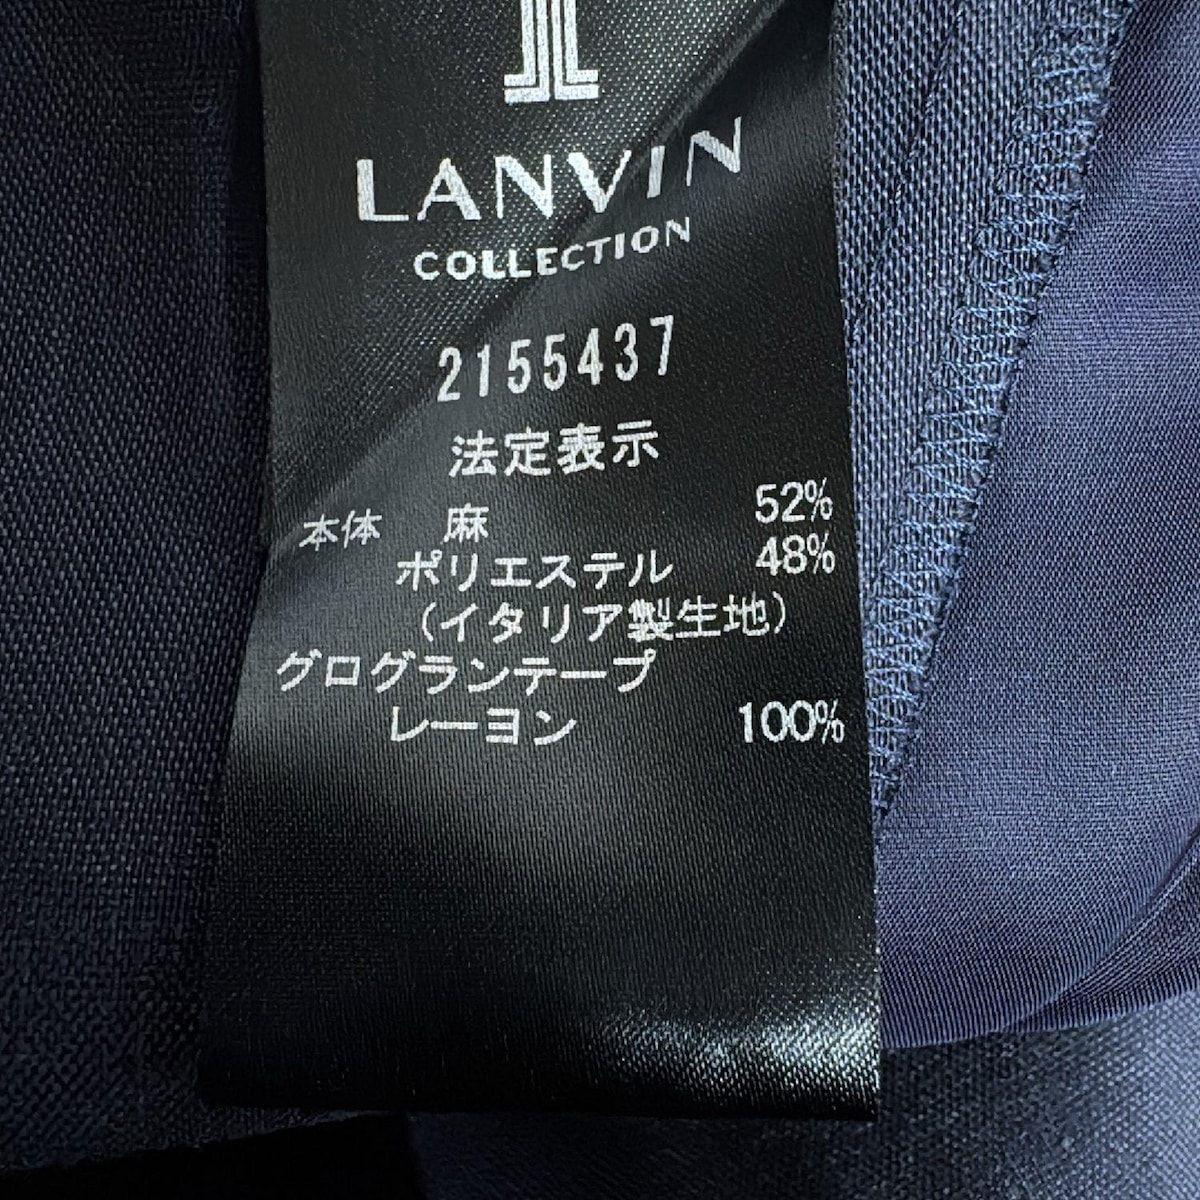 LANVIN
COLLECTION
2155437
法定表示
本体 麻 52%
ポリエステル 48%
(イタリア製生地)
グログランテープ
レーヨン 100%